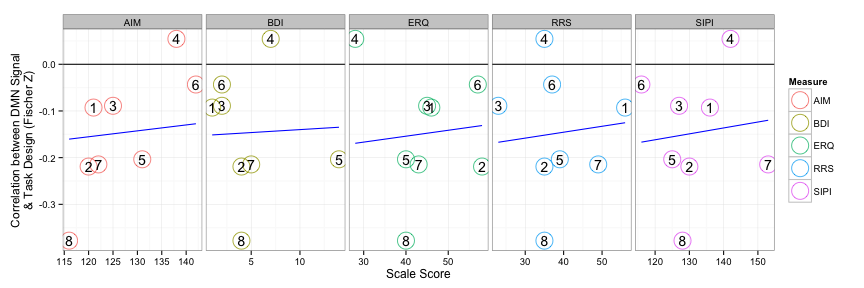 AIM BDI ERQ RRS SIPI
4 4 4 4 4
0.0
6 6 6 6 6
-0.1
1 3 1 3 3 1 3 1 3 1
-0.2
2 7 5 2 7 5 5 7 2 2 5 7 5 2 7
-0.3
8 8 8 8 8
115 120 125 130 135 140 5 10 30 40 50 30 40 50 120 130 140 150
Scale Score
Correlation between DMN Signal
& Task Design (Fischer Z)
Measure
AIM
BDI
ERQ
RRS
SIPI